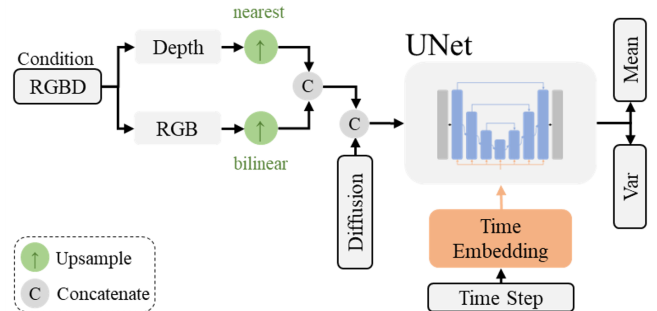 nearest
UNet
Condition
Depth
↑
Mean
RGBD
C
RGB
↑
C
bilinear
Diffusion
Var
Time
Embedding
↑ Upsample
C Concatenate
Time Step